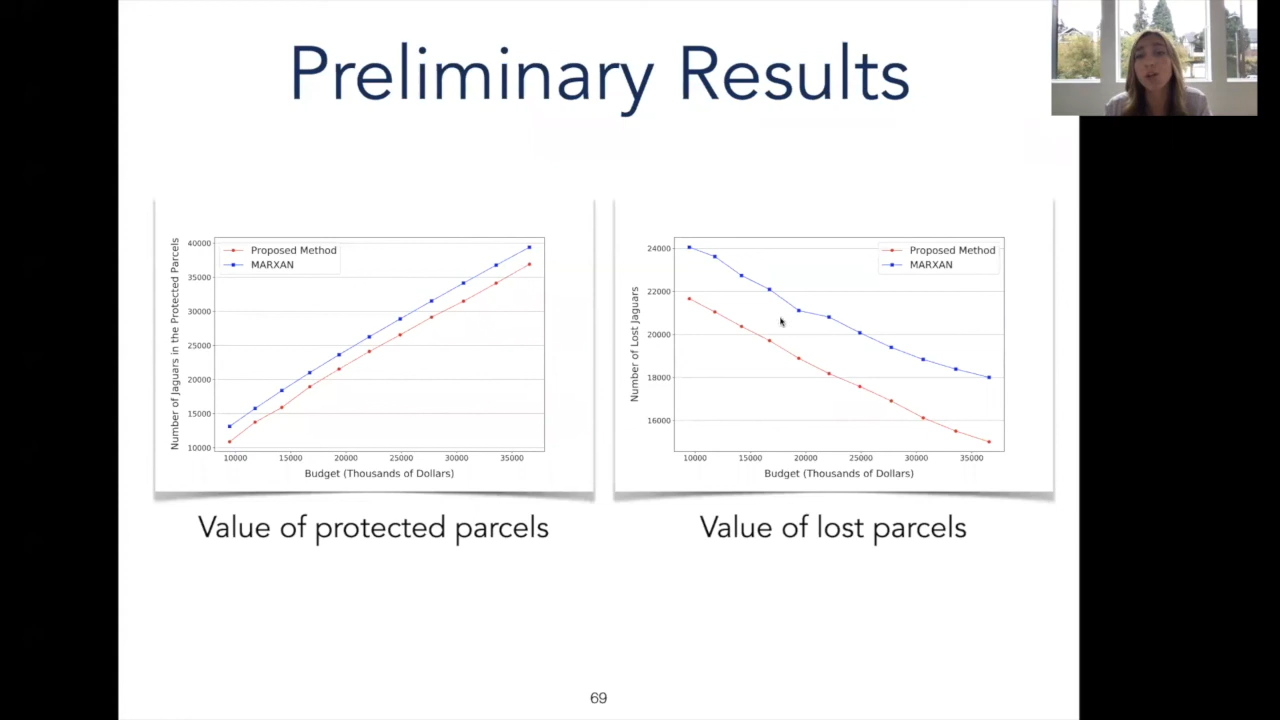 Preliminary Results
Number of Jaguars in the Protected Parcels
40000
35000
30000
25000
20000
15000
10000
Proposed Method
MARXAN
10000 15000 20000 25000 30000 35000
Budget (Thousands of Dollars)
Value of protected parcels
Number of Lost Jaguars
24000
22000
20000
18000
16000
Proposed Method
MARXAN
10000 15000 20000 25000 30000 35000
Budget (Thousands of Dollars)
Value of lost parcels
69